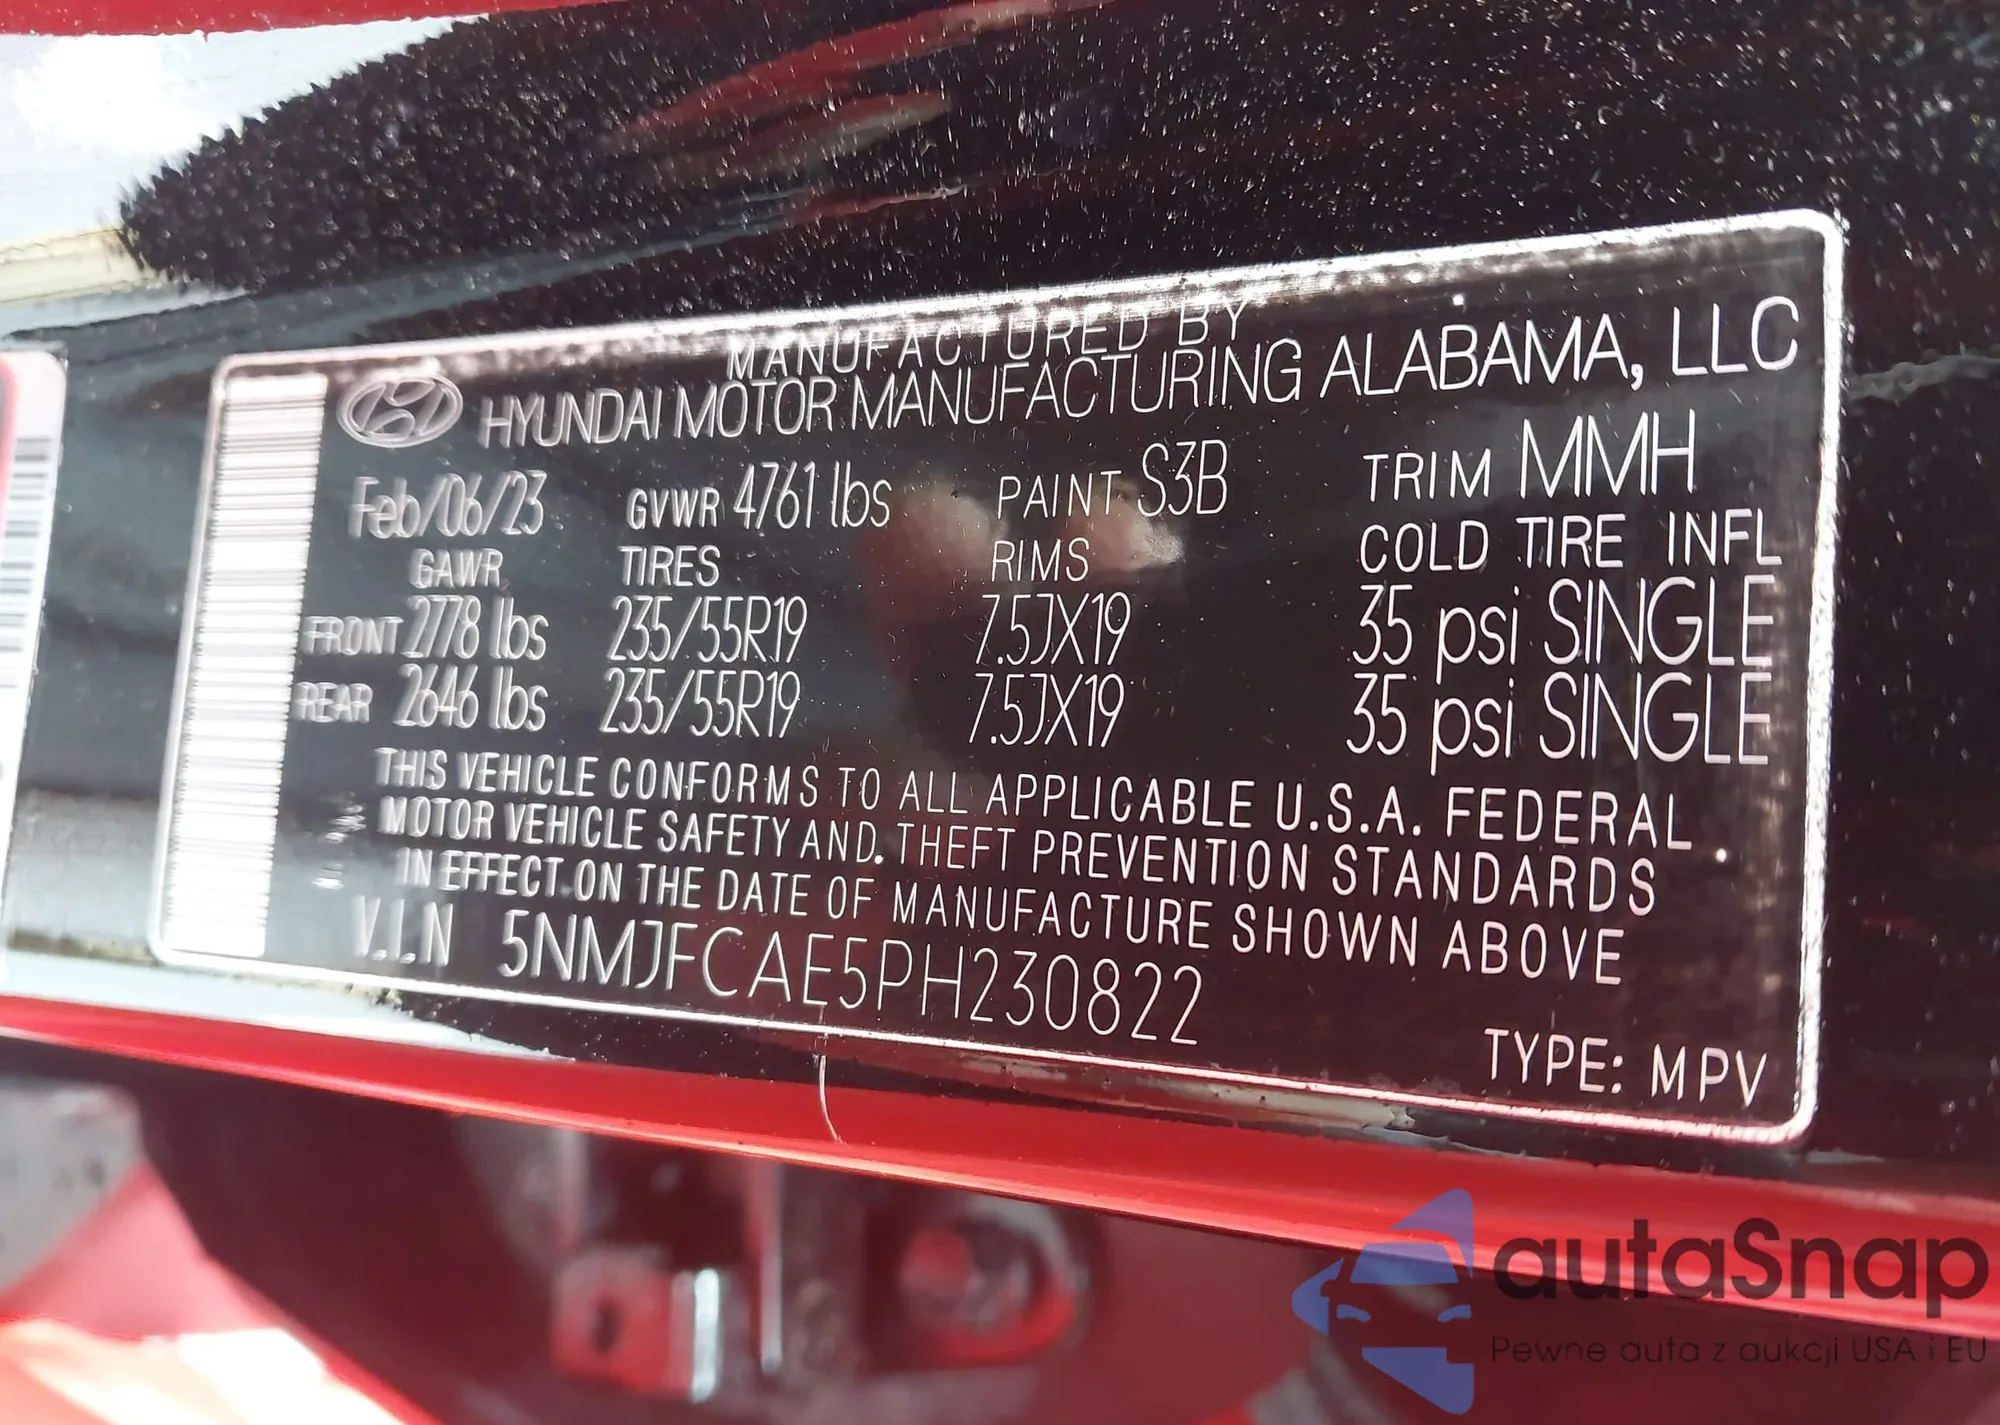 MANUFACTURED BY
HYUNDAI MOTOR MANUFACTURING ALABAMA, LLC
Feb/06/23 GVWR 4761 lbs PAINT S3B TRIM MMH
GAWR TIRES RIMS COLD TIRE INFL
FRONT 2778 lbs 235/55R19 7.5JX19 35 psi SINGLE
REAR 2646 lbs 235/55R19 7.5JX19 35 psi SINGLE
THIS VEHICLE CONFORMS TO ALL APPLICABLE U.S.A. FEDERAL
MOTOR VEHICLE SAFETY AND THEFT PREVENTION STANDARDS
IN EFFECT ON THE DATE OF MANUFACTURE SHOWN ABOVE
V.I.N 5NMJFCAE5PH230822
TYPE: MPV
autaSnap
Pewne auta z aukcji USA i EU